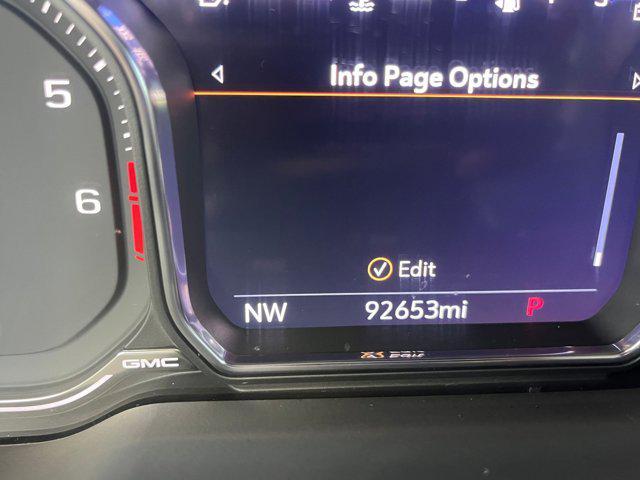 Info Page Options
5
6
Edit
NW 92653mi P
GMC